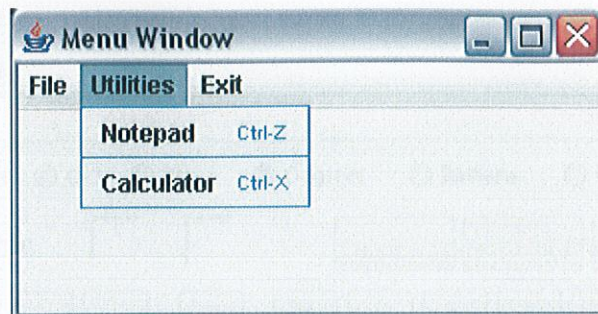 Menu Window
File Utilities Exit
Notepad Ctrl-Z
Calculator Ctrl-X